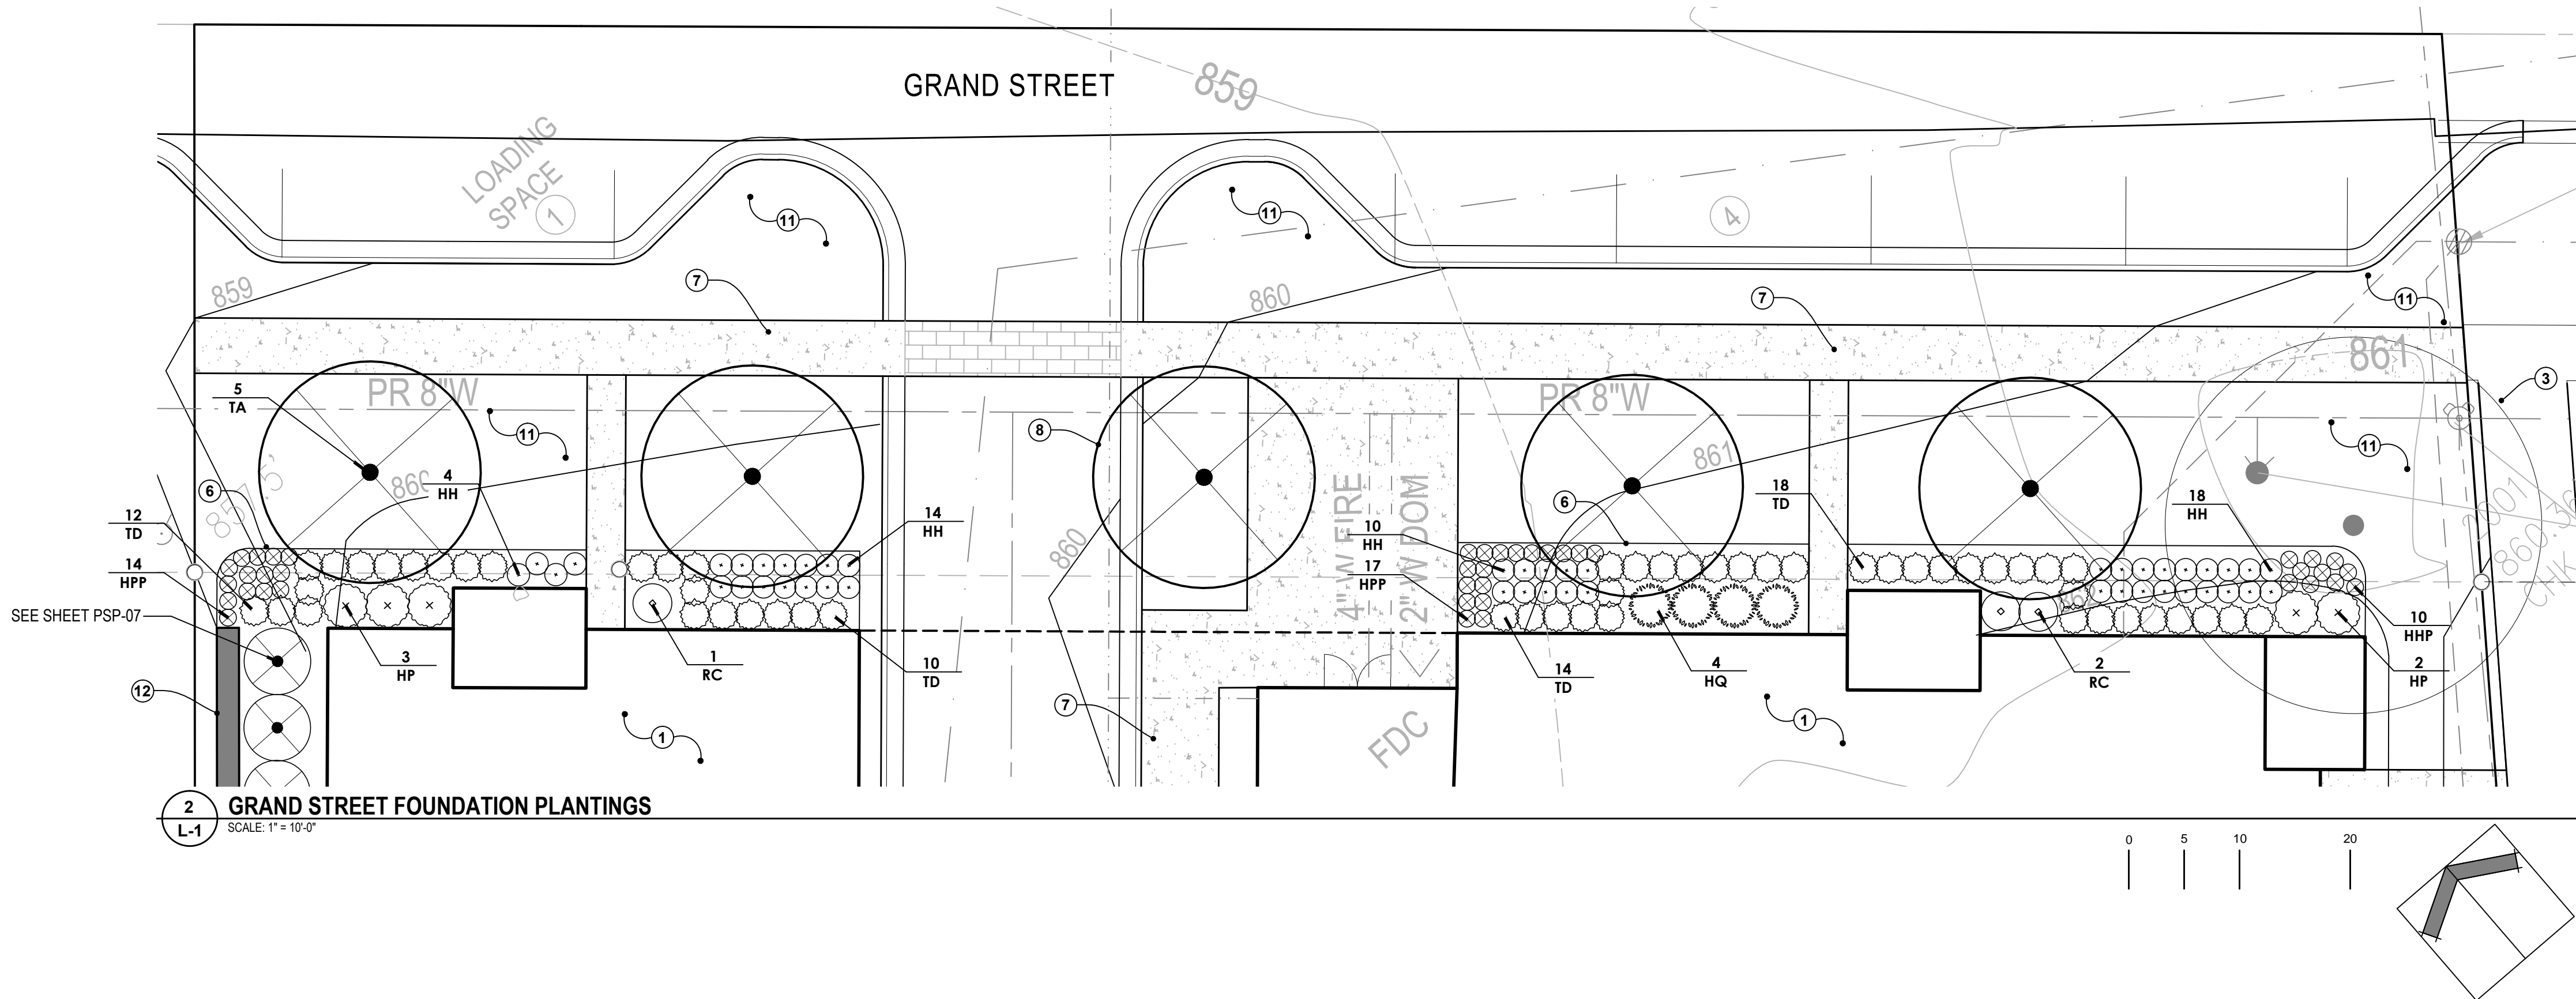 GRAND STREET
859
LOADING
SPACE
1
4
11
11
11
859
7
860
7
861
3
PR 8"W
PR 8"W
5
TA
11
8
11
860
4
HH
861
6
857.5'
12
TD
14
HPP
SEE SHEET PSP-07
14
HH
860
4" W FIRE
2" W DOM
6
10
HH
17
HPP
18
TD
18
HH
12
3
HP
1
RC
10
TD
7
14
TD
4
HQ
2
RC
10
HHP
2
HP
1
1
FDC
2
L-1
GRAND STREET FOUNDATION PLANTINGS
SCALE: 1" = 10'-0"
0 5 10 20